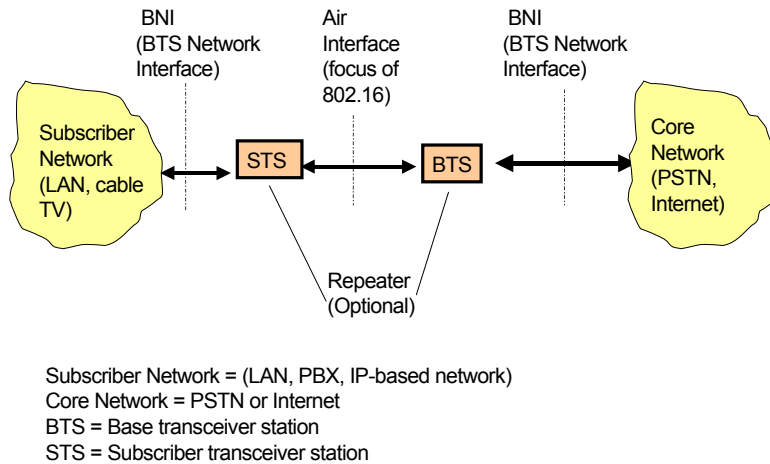 BNI
(BTS Network
Interface)
Air
Interface
(focus of
802.16)
BNI
(BTS Network
Interface)
Subscriber
Network
(LAN, cable
TV)
STS
BTS
Core
Network
(PSTN,
Internet)
Repeater
(Optional)
Subscriber Network = (LAN, PBX, IP-based network)
Core Network = PSTN or Internet
BTS = Base transceiver station
STS = Subscriber transceiver station